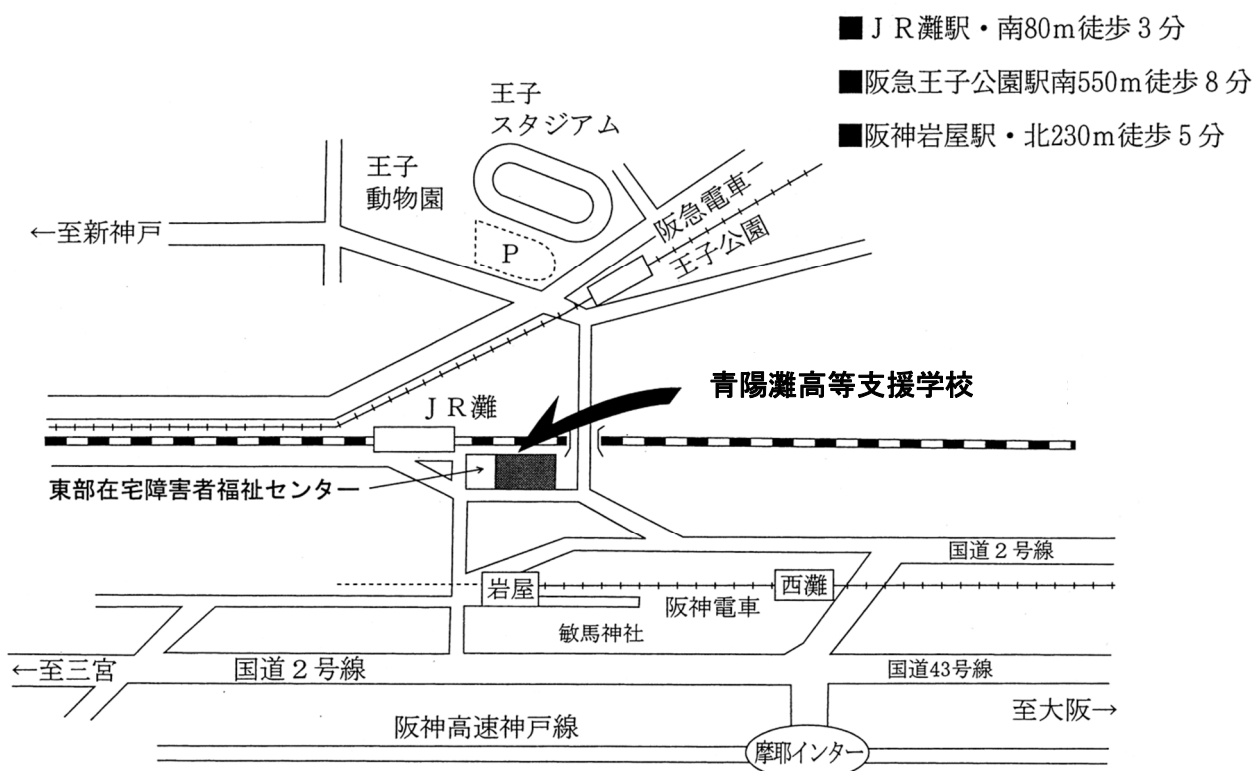 ■ＪＲ灘駅・南80ｍ徒歩３分
■阪急王子公園駅南550ｍ徒歩８分
■阪神岩屋駅・北230ｍ徒歩５分
王子
スタジアム
王子
動物園
阪急電車
←至新神戸
P
王子公園
青陽灘高等支援学校
ＪＲ灘
東部在宅障害者福祉センター
国道２号線
岩屋
西灘
阪神電車
敏馬神社
←至三宮
国道２号線
国道43号線
至大阪→
阪神高速神戸線
摩耶インター